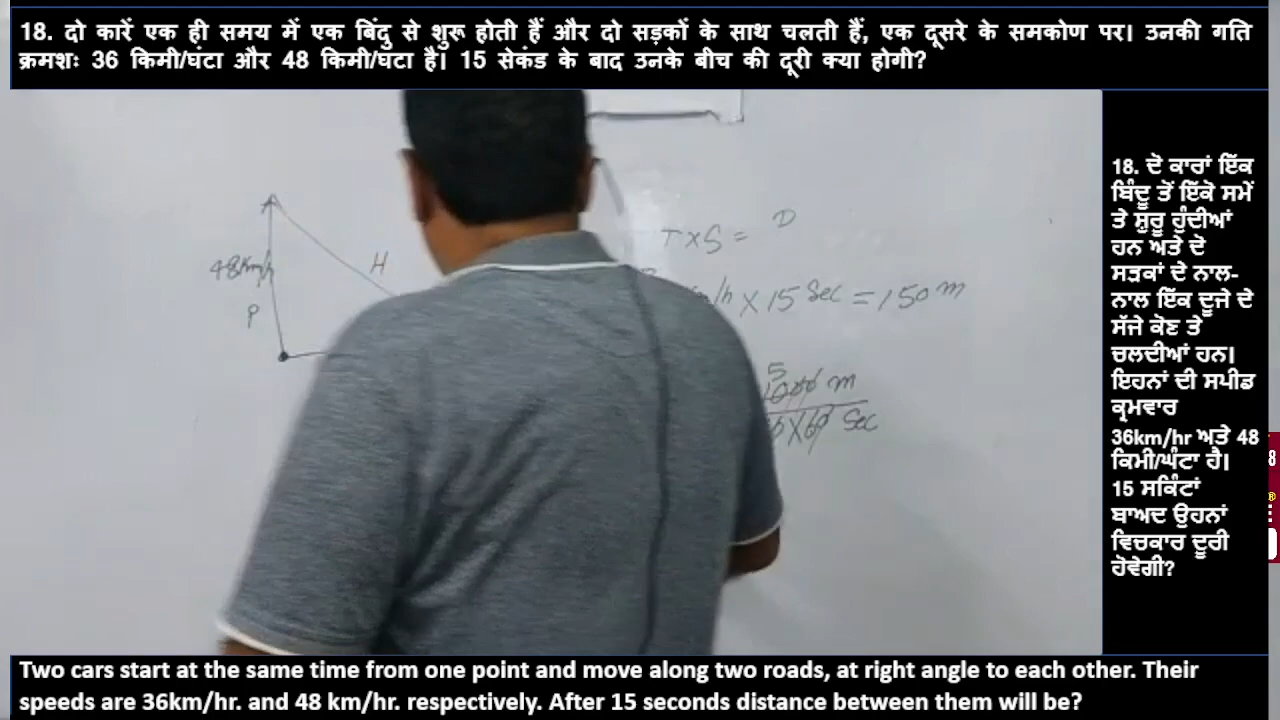 18. दो कारें एक ही समय में एक बिंदु से शुरू होती हैं और दो सड़कों के साथ चलती हैं, एक दूसरे के समकोण पर। उनकी गति
क्रमशः 36 किमी/घंटा और 48 किमी/घंटा है। 15 सेकंड के बाद उनके बीच की दूरी क्या होगी?
48Km/h
H
P
T×S = D
/h × 15 Sec = 150 m
5
1000 m
×60 Sec
18. ਦੋ ਕਾਰਾਂ ਇੱਕ
ਬਿੰਦੂ ਤੋਂ ਇੱਕੋ ਸਮੇਂ
ਤੇ ਸ਼ੁਰੂ ਹੁੰਦੀਆਂ
ਹਨ ਅਤੇ ਦੋ
ਸੜਕਾਂ ਦੇ ਨਾਲ-
ਨਾਲ ਇੱਕ ਦੂਜੇ ਦੇ
ਸੱਜੇ ਕੋਣ ਤੇ
ਚਲਦੀਆਂ ਹਨ।
ਇਹਨਾਂ ਦੀ ਸਪੀਡ
ਕ੍ਰਮਵਾਰ
36km/hr ਅਤੇ 48
ਕਿਮੀ/ਘੰਟਾ ਹੈ।
15 ਸਕਿੰਟਾਂ
ਬਾਅਦ ਉਹਨਾਂ
ਵਿਚਕਾਰ ਦੂਰੀ
ਹੋਵੇਗੀ?
Two cars start at the same time from one point and move along two roads, at right angle to each other. Their
speeds are 36km/hr. and 48 km/hr. respectively. After 15 seconds distance between them will be?